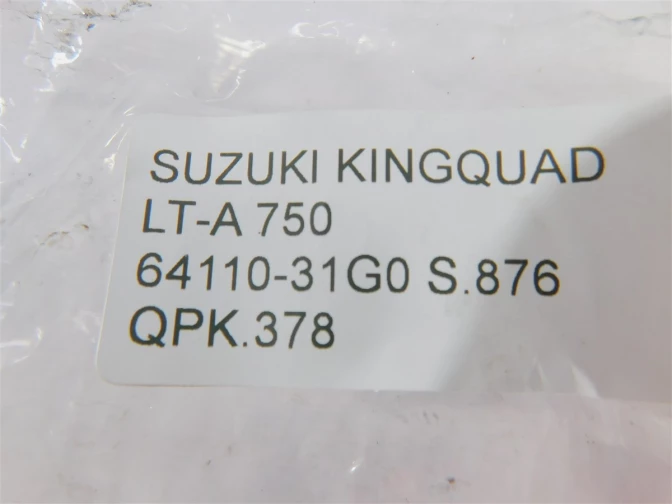 SUZUKI KINGQUAD
LT-A 750
64110-31G0 S.876
QPK.378